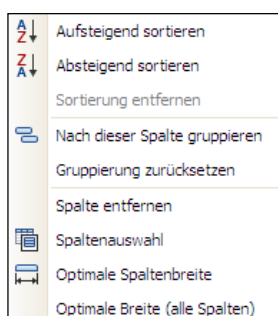 Aufsteigend sortieren
Absteigend sortieren
Sortierung entfernen
Nach dieser Spalte gruppieren
Gruppierung zurücksetzen
Spalte entfernen
Spaltenauswahl
Optimale Spaltenbreite
Optimale Breite (alle Spalten)